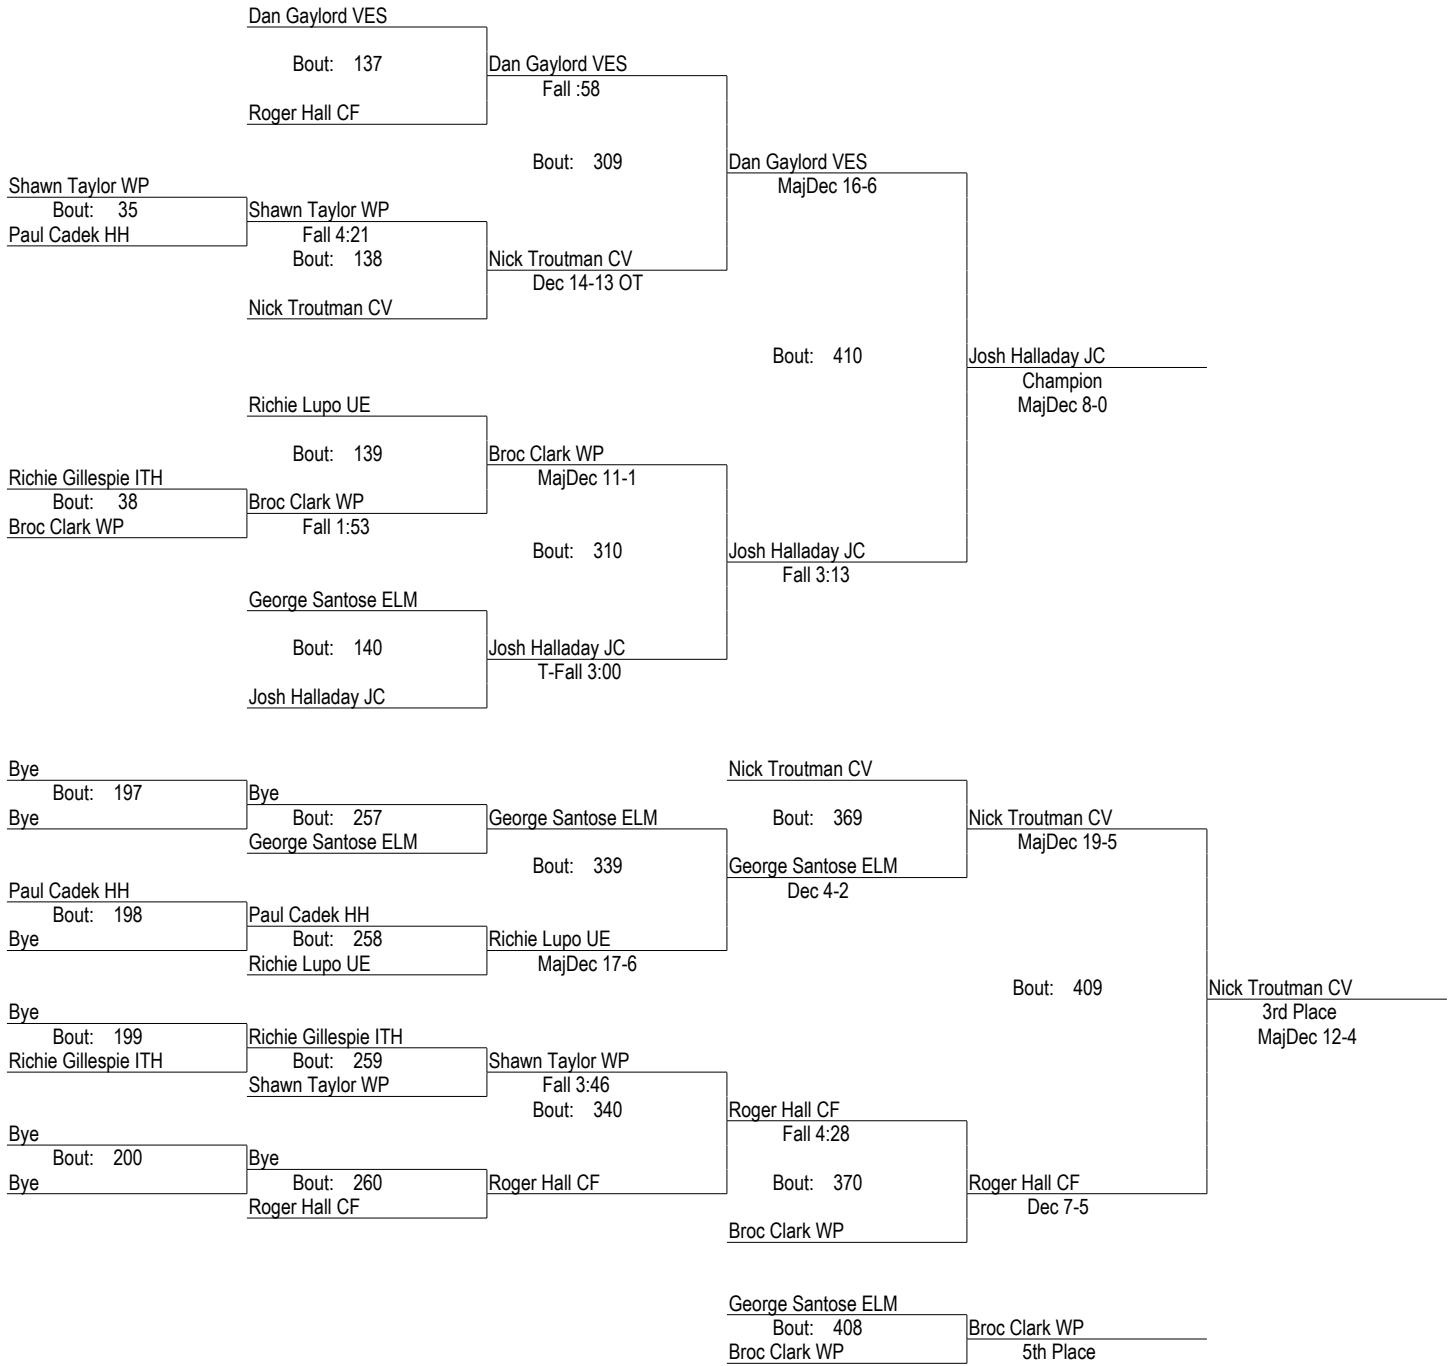 Dan Gaylord VES
Bout: 137
Dan Gaylord VES
Fall :58
Roger Hall CF
Bout: 309
Dan Gaylord VES
MajDec 16-6
Shawn Taylor WP
Bout: 35
Paul Cadek HH
Shawn Taylor WP
Fall 4:21
Bout: 138
Nick Troutman CV
Dec 14-13 OT
Nick Troutman CV
Bout: 410
Josh Halladay JC
Champion
MajDec 8-0
Richie Lupo UE
Bout: 139
Broc Clark WP
MajDec 11-1
Richie Gillespie ITH
Bout: 38
Broc Clark WP
Broc Clark WP
Fall 1:53
Bout: 310
Josh Halladay JC
Fall 3:13
George Santose ELM
Bout: 140
Josh Halladay JC
T-Fall 3:00
Josh Halladay JC
Bye
Bout: 197
Bye
Bye
Bout: 257
George Santose ELM
George Santose ELM
Bout: 339
Nick Troutman CV
Bout: 369
Nick Troutman CV
MajDec 19-5
George Santose ELM
Dec 4-2
Paul Cadek HH
Bout: 198
Bye
Paul Cadek HH
Bout: 258
Richie Lupo UE
Richie Lupo UE
MajDec 17-6
Bout: 409
Nick Troutman CV
3rd Place
MajDec 12-4
Bye
Bout: 199
Richie Gillespie ITH
Richie Gillespie ITH
Bout: 259
Shawn Taylor WP
Shawn Taylor WP
Fall 3:46
Bout: 340
Roger Hall CF
Fall 4:28
Bye
Bout: 200
Bye
Bye
Bout: 260
Roger Hall CF
Roger Hall CF
Bout: 370
Roger Hall CF
Dec 7-5
Broc Clark WP
George Santose ELM
Bout: 408
Broc Clark WP
Broc Clark WP
5th Place